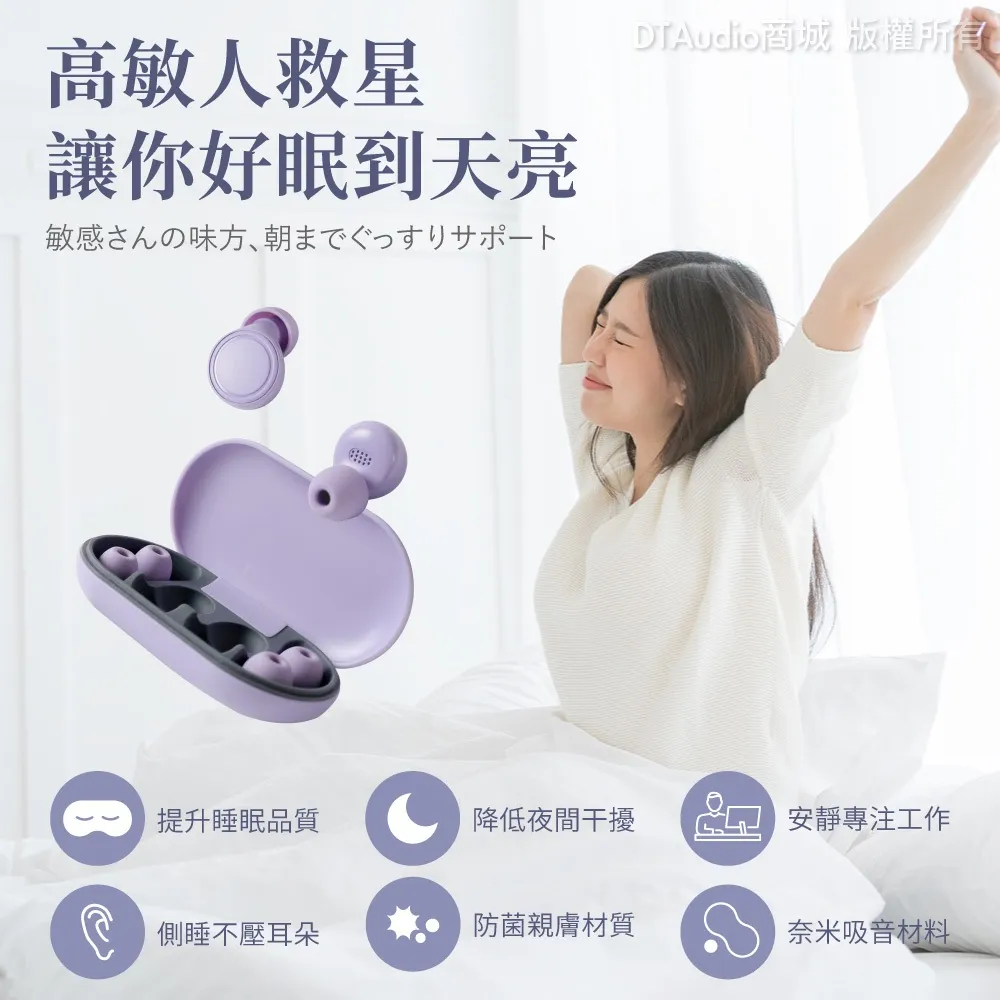 DTAudio商城 版權所有
高敏人救星
讓你好眠到天亮
敏感さんの味方、朝までぐっすりサポート
提升睡眠品質
降低夜間干擾
安靜專注工作
側睡不壓耳朵
防菌親膚材質
奈米吸音材料